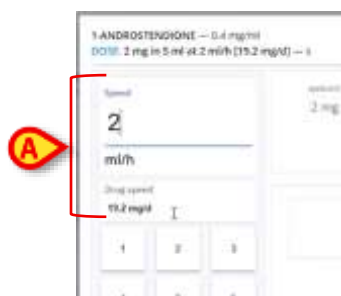 1-ANDROSTENDIONE — 0.4 mg/ml
DOSE: 2 mg in 5 ml at 2 ml/h (19.2 mg/d) —
Speed
2
2 mg
ml/h
Drug speed
19.2 mg/d
A
1 2 3